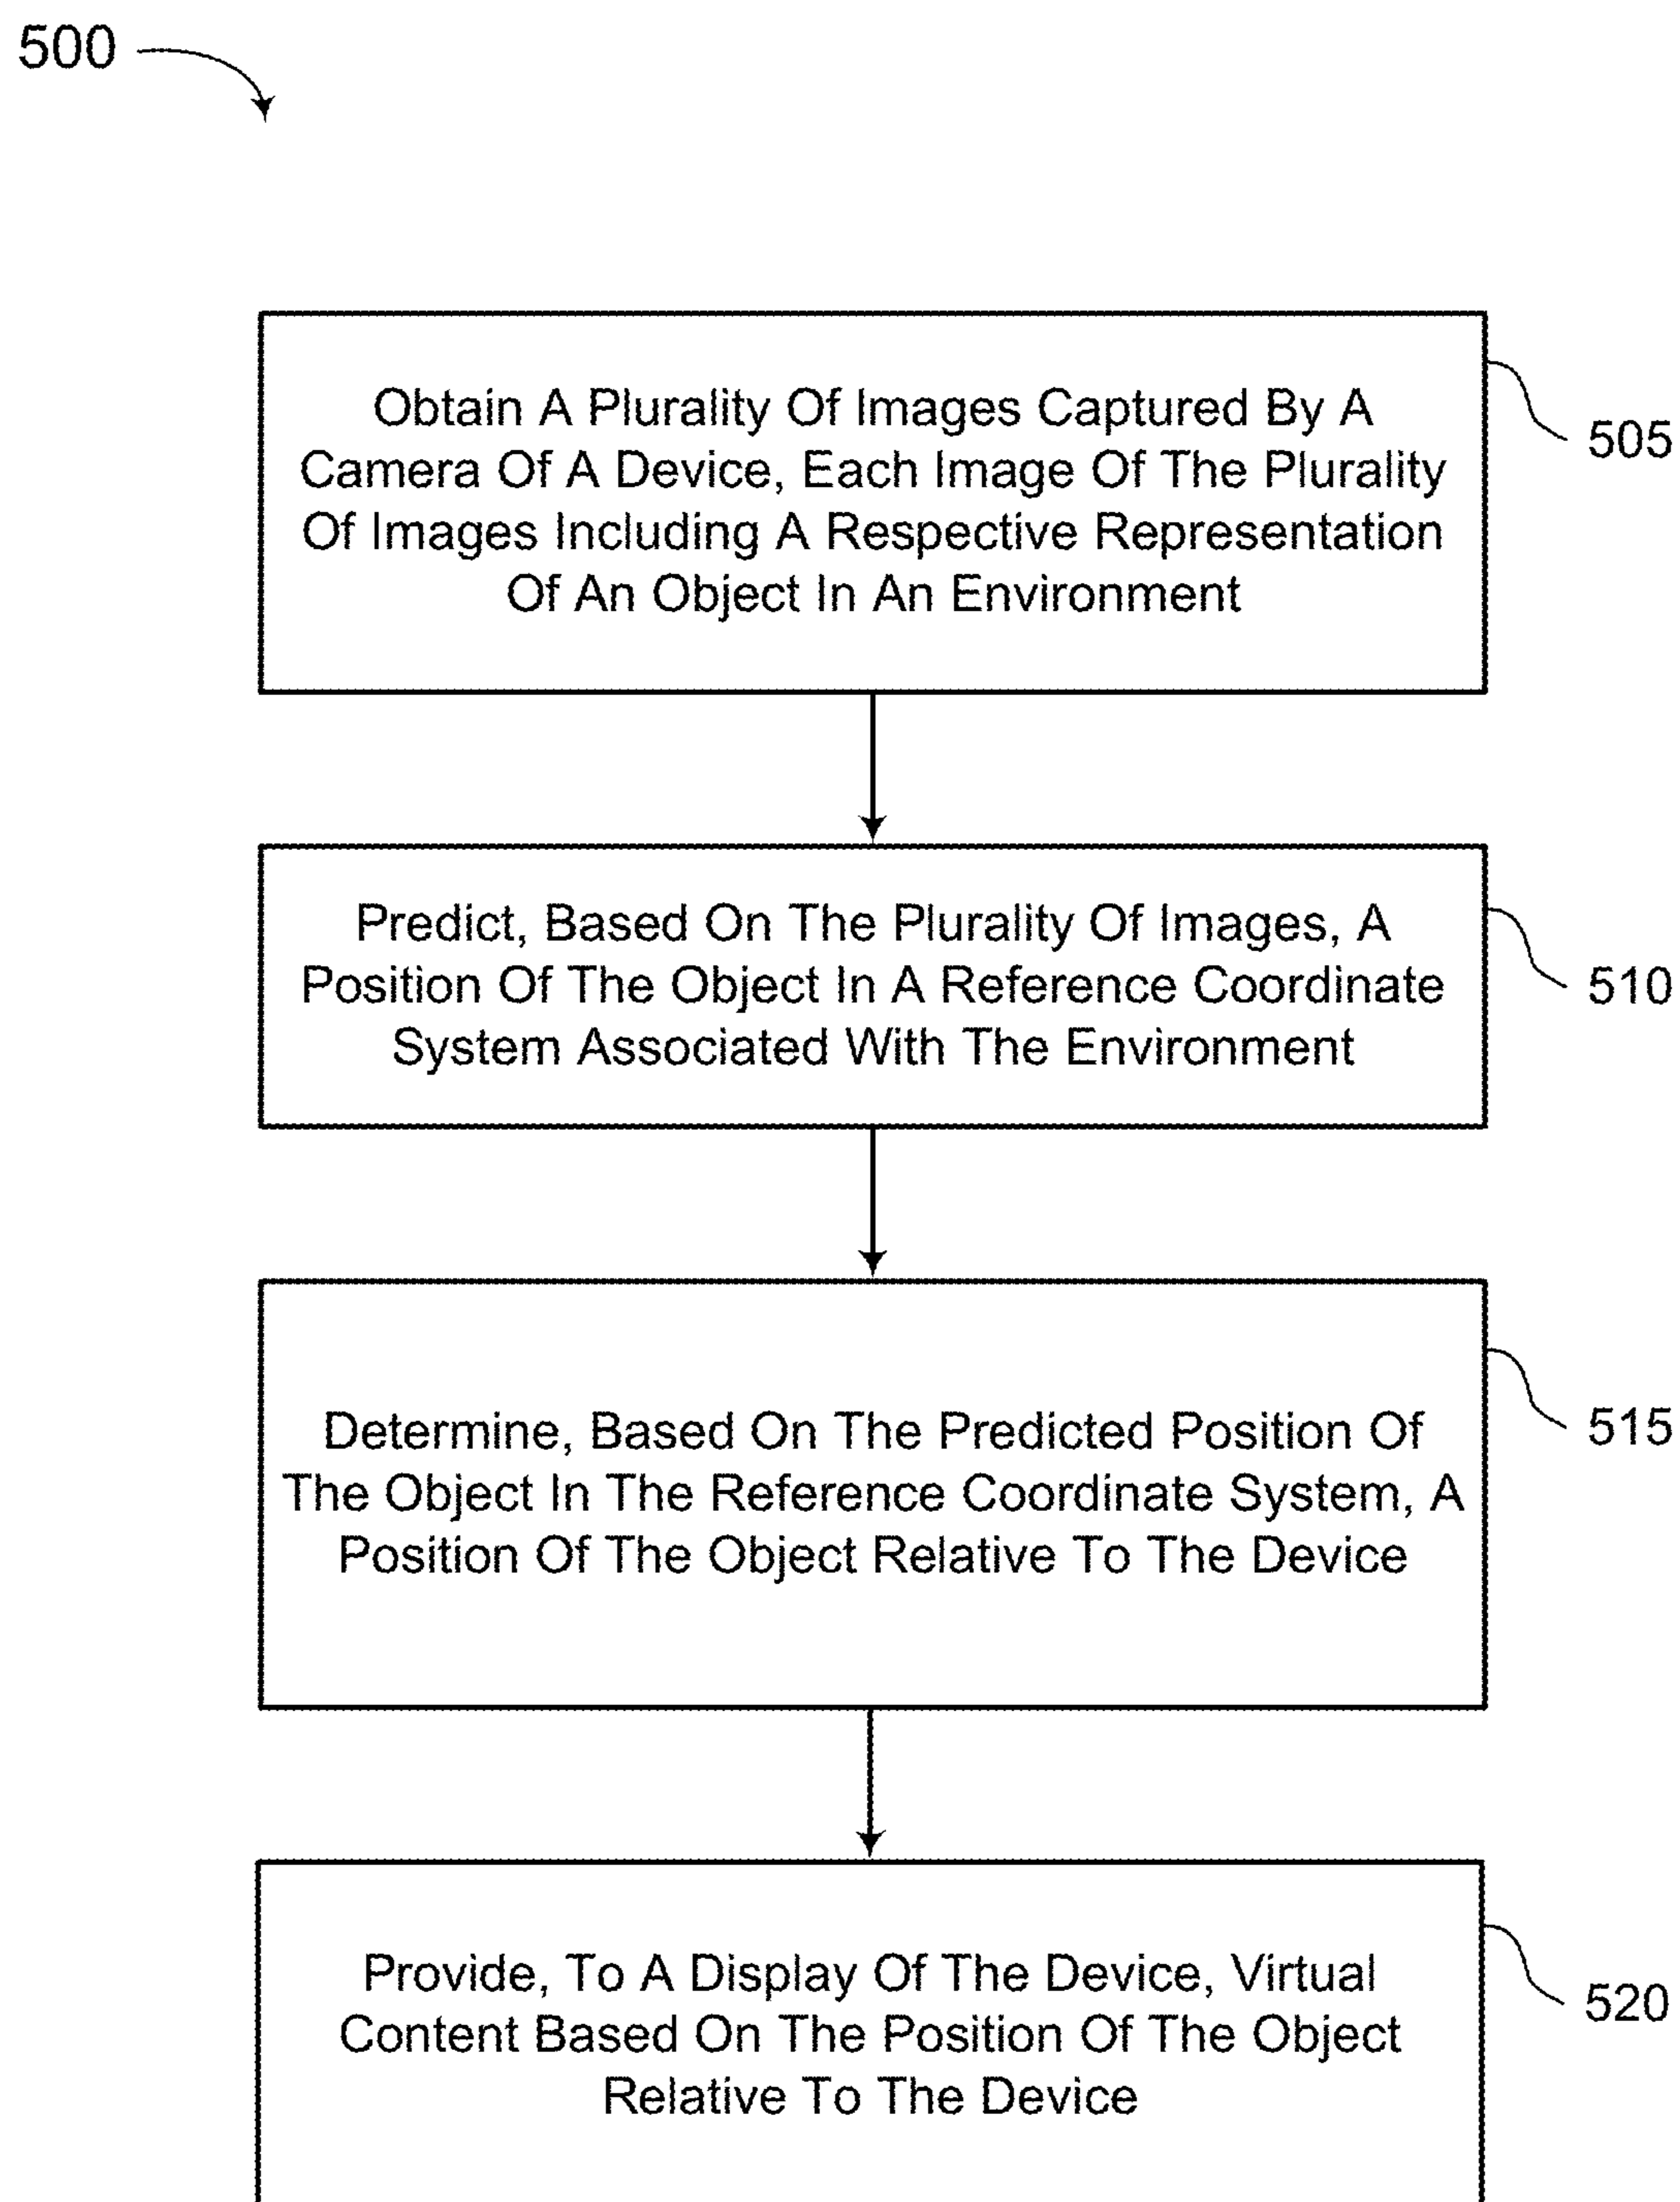 500
Obtain A Plurality Of Images Captured By A
Camera Of A Device, Each Image Of The Plurality
Of Images Including A Respective Representation
Of An Object In An Environment
505
Predict, Based On The Plurality Of Images, A
Position Of The Object In A Reference Coordinate
System Associated With The Environment
510
Determine, Based On The Predicted Position Of
The Object In The Reference Coordinate System, A
Position Of The Object Relative To The Device
515
Provide, To A Display Of The Device, Virtual
Content Based On The Position Of The Object
Relative To The Device
520